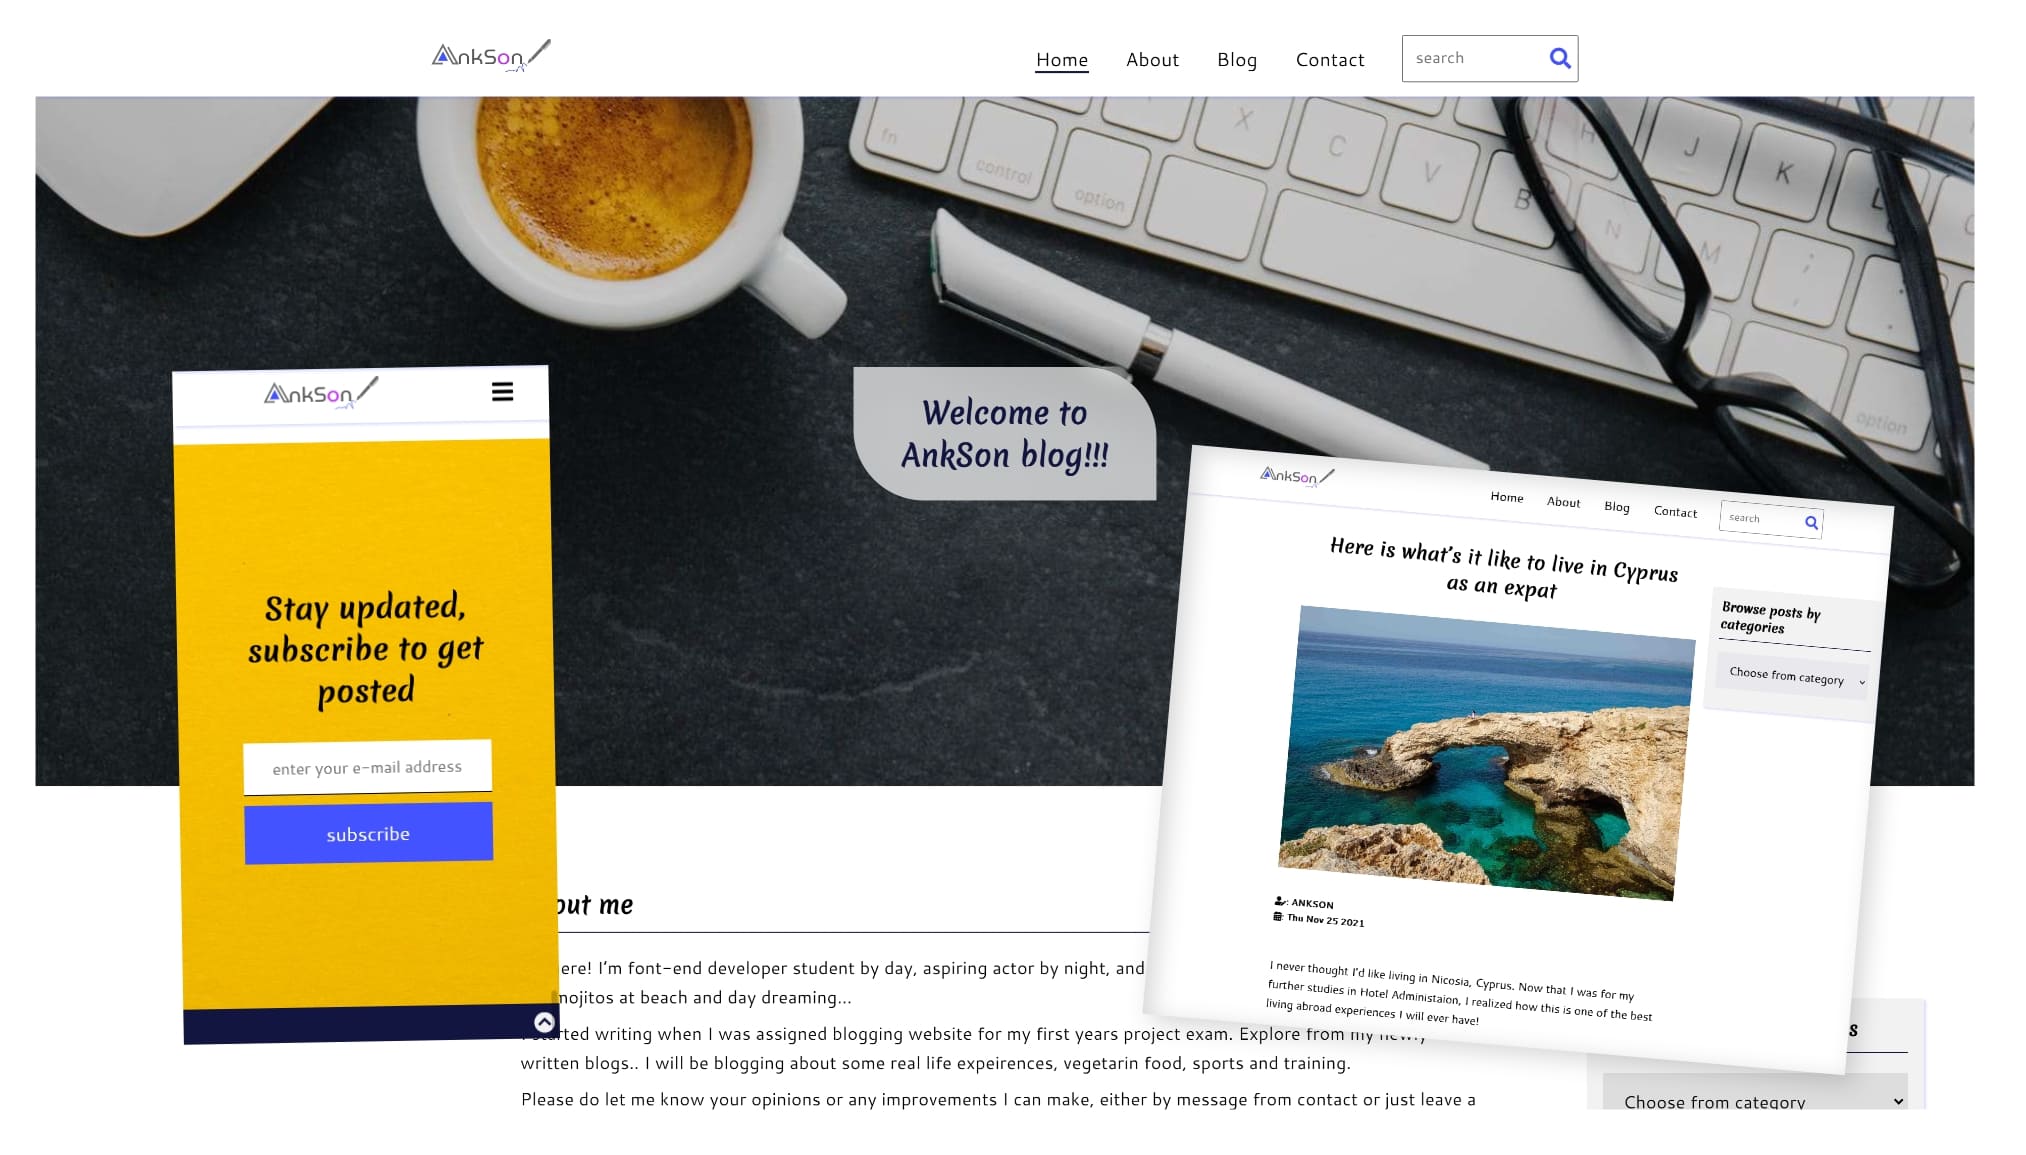 AnkSon
Home About Blog Contact search
fn control option X C V B H N J M K L ; option
Welcome to
AnkSon blog!!!
AnkSon
Stay updated,
subscribe to get
posted
enter your e-mail address
subscribe
AnkSon
Home About Blog Contact search
Here is what's it like to live in Cyprus
as an expat
Browse posts by
categories
Choose from category
: ANKSON
: Thu Nov 25 2021
I never thought I'd like living in Nicosia, Cyprus. Now that I was for my
further studies in Hotel Administaion, I realized how this is one of the best
living abroad experiences I will ever have!
out me
ere! I'm font-end developer student by day, aspiring actor by night, and
mojitos at beach and day dreaming...
writing when I was assigned blogging website for my first years project exam. Explore from my
written blogs.. I will be blogging about some real life expeirences, vegetarin food, sports and training.
Please do let me know your opinions or any improvements I can make, either by message from contact or just leave a
s
Choose from category